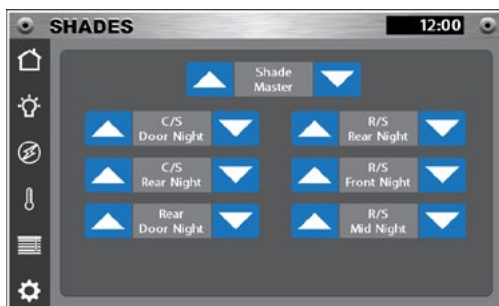 SHADES
12:00
Shade
Master
C/S
Door Night
R/S
Rear Night
C/S
Rear Night
R/S
Front Night
Rear
Door Night
R/S
Mid Night